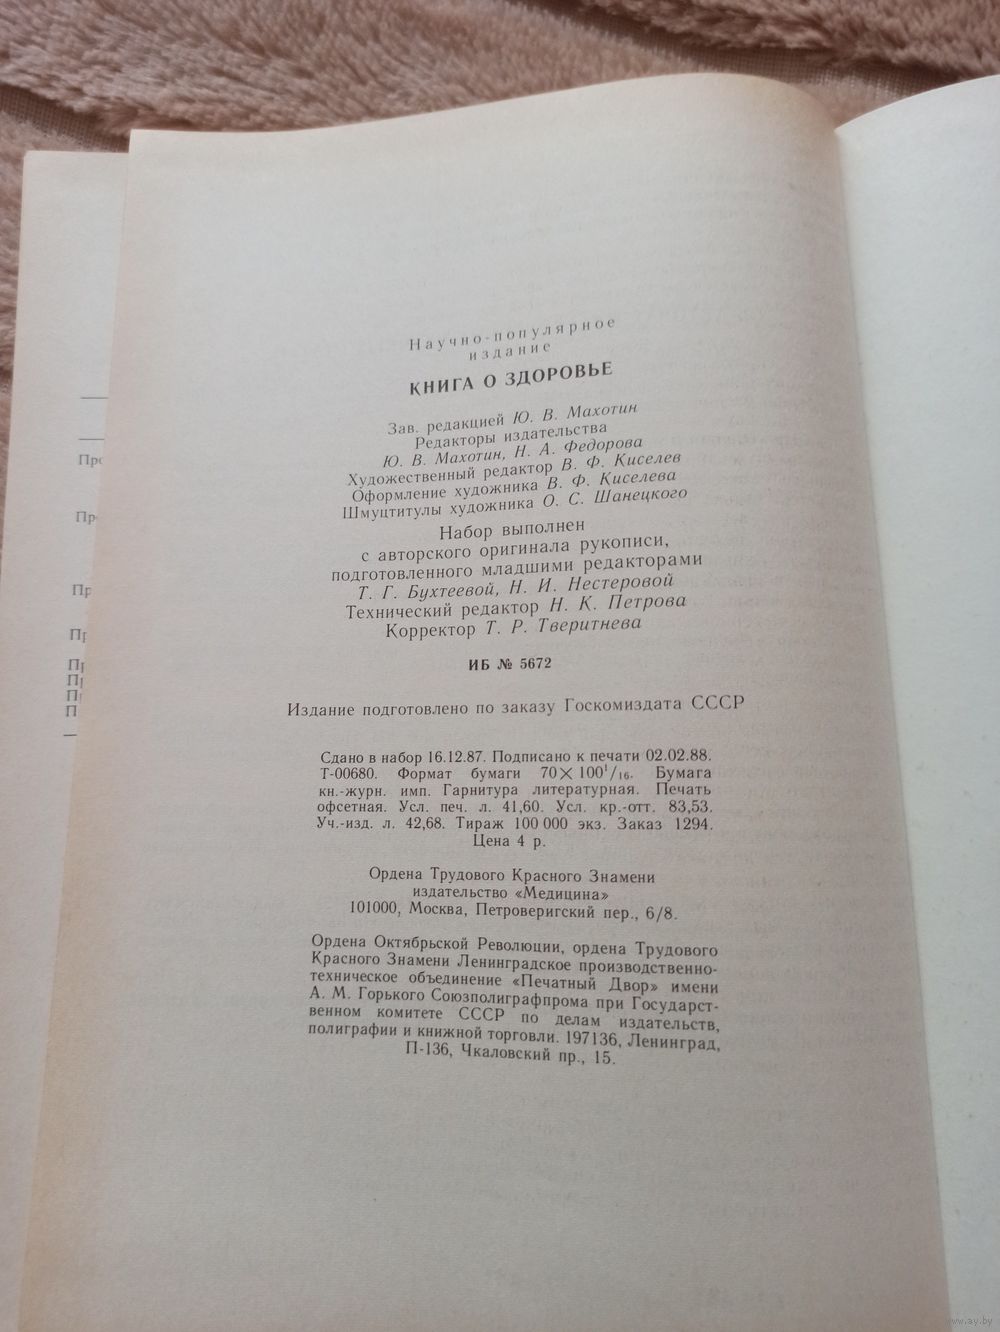 Научно-популярное
издание
КНИГА О ЗДОРОВЬЕ
Зав. редакцией Ю. В. Махотин
Редакторы издательства
Ю. В. Махотин, Н. А. Федорова
Художественный редактор В. Ф. Киселев
Оформление художника В. Ф. Киселева
Шмуцтитулы художника О. С. Шанецкого
Набор выполнен
с авторского оригинала рукописи,
подготовленного младшими редакторами
Т. Г. Бухтеевой, Н. И. Нестеровой
Технический редактор Н. К. Петрова
Корректор Т. Р. Тверитнева
ИБ № 5672
Издание подготовлено по заказу Госкомиздата СССР
Сдано в набор 16.12.87. Подписано к печати 02.02.88.
Т-00680. Формат бумаги 70×100¹/₁₆. Бумага
кн.-журн. имп. Гарнитура литературная. Печать
офсетная. Усл. печ. л. 41,60. Усл. кр.-отт. 83,53.
Уч.-изд. л. 42,68. Тираж 100 000 экз. Заказ 1294.
Цена 4 р.
Ордена Трудового Красного Знамени
издательство «Медицина»
101000, Москва, Петроверигский пер., 6/8.
Ордена Октябрьской Революции, ордена Трудового
Красного Знамени Ленинградское производственно-
техническое объединение «Печатный Двор» имени
А. М. Горького Союзполиграфпрома при Государст-
венном комитете СССР по делам издательств,
полиграфии и книжной торговли. 197136, Ленинград,
П-136, Чкаловский пр., 15.
www.ay.by